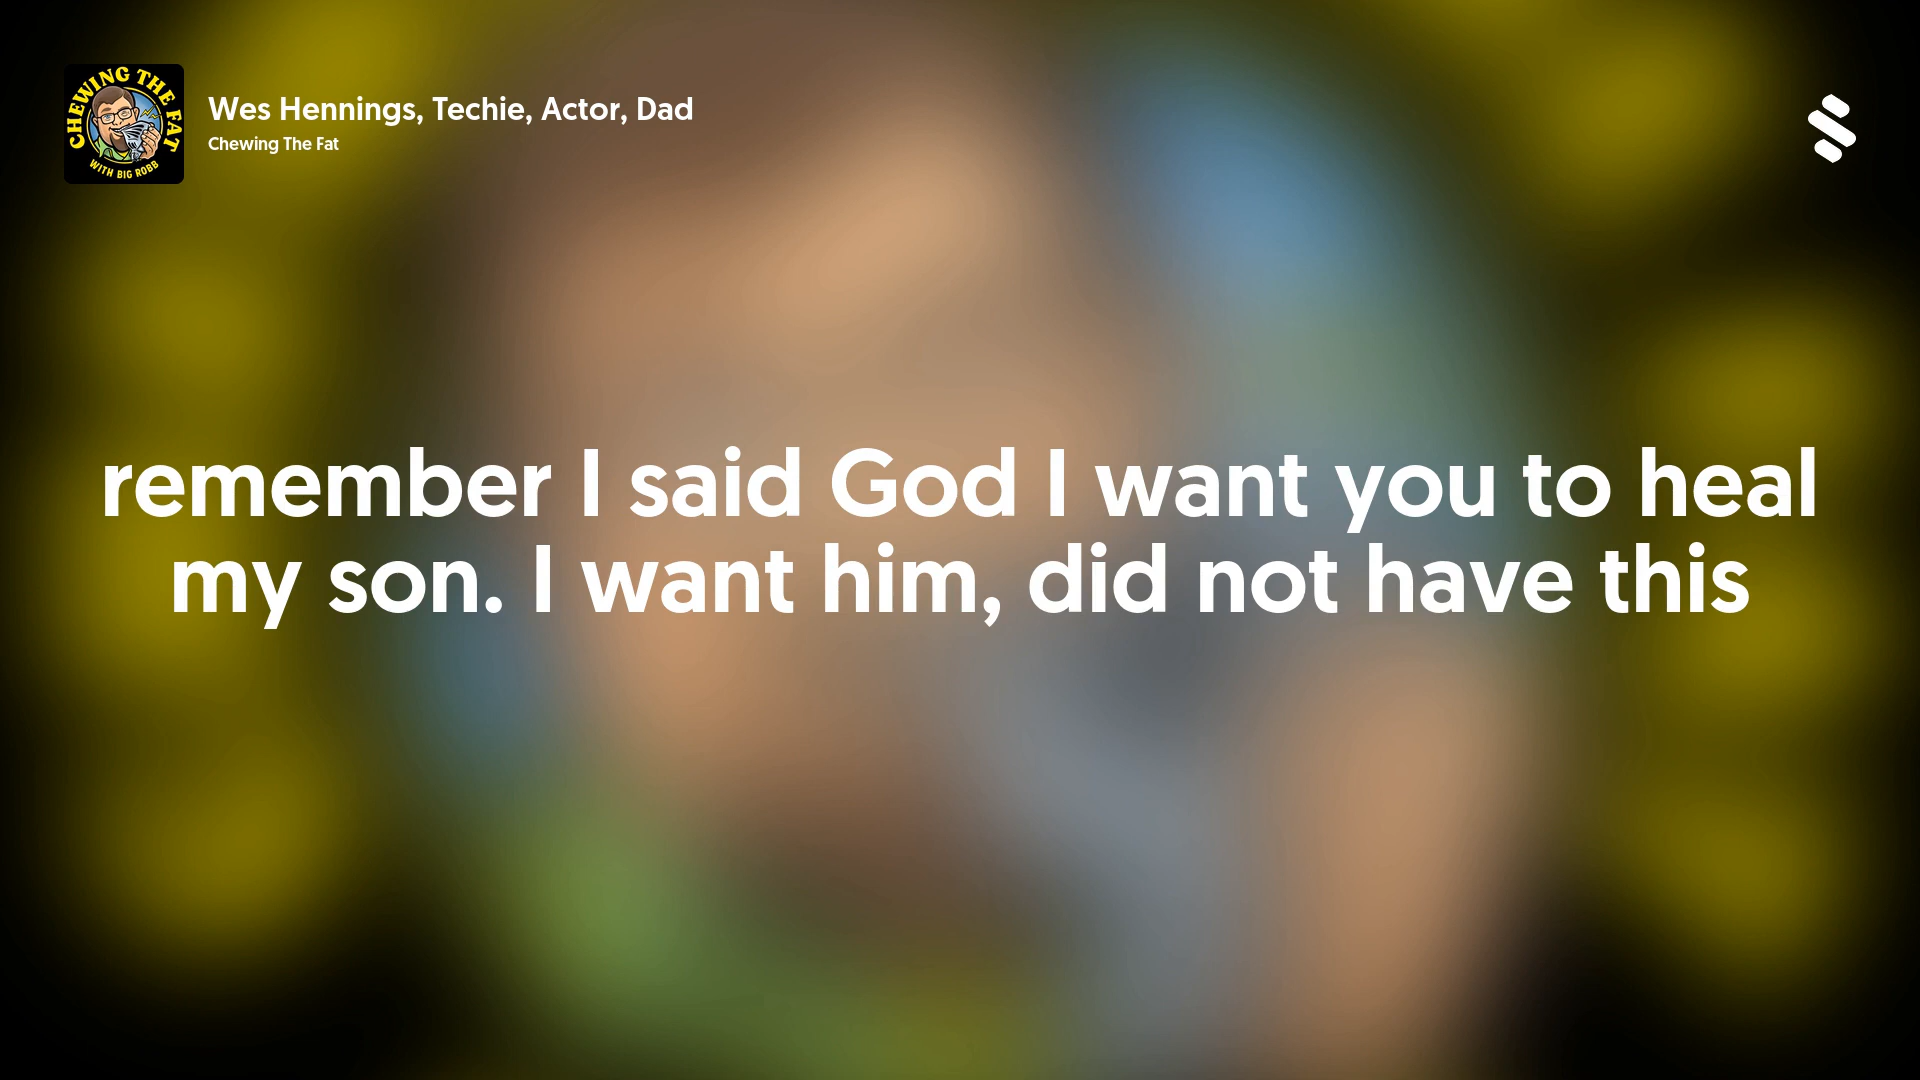 CHEWING THE FAT
WITH BIG ROBB
Wes Hennings, Techie, Actor, Dad
Chewing The Fat
remember I said God I want you to heal
my son. I want him, did not have this